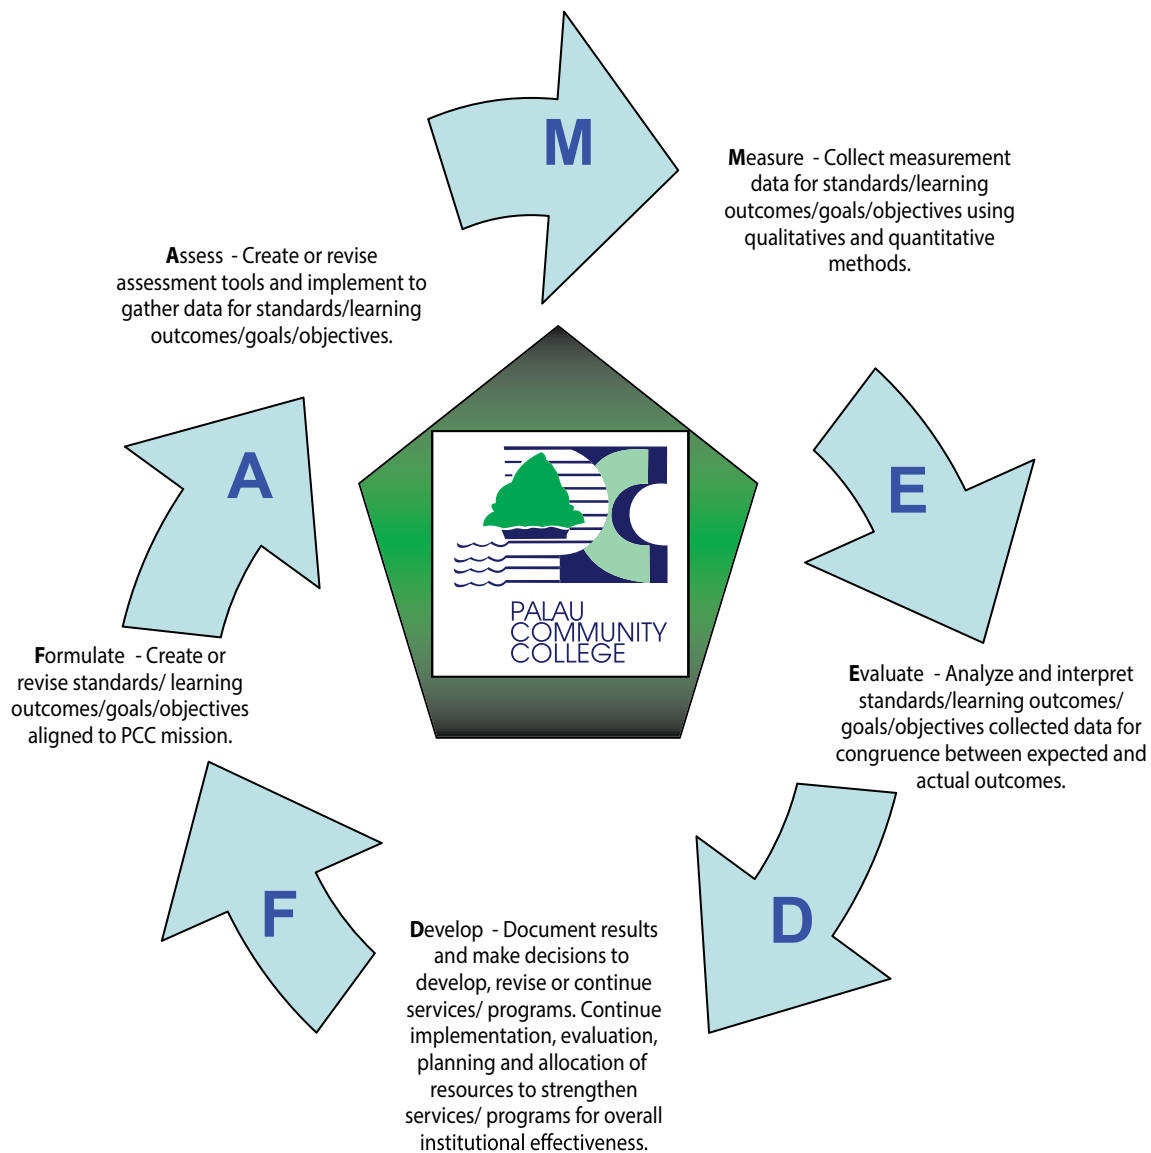 M
Measure - Collect measurement
data for standards/learning
outcomes/goals/objectives using
qualitatives and quantitative
methods.
Assess - Create or revise
assessment tools and implement to
gather data for standards/learning
outcomes/goals/objectives.
A
E
PALAU
COMMUNITY
COLLEGE
Formulate - Create or
revise standards/ learning
outcomes/goals/objectives
aligned to PCC mission.
Evaluate - Analyze and interpret
standards/learning outcomes/
goals/objectives collected data for
congruence between expected and
actual outcomes.
F
D
Develop - Document results
and make decisions to
develop, revise or continue
services/ programs. Continue
implementation, evaluation,
planning and allocation of
resources to strengthen
services/ programs for overall
institutional effectiveness.